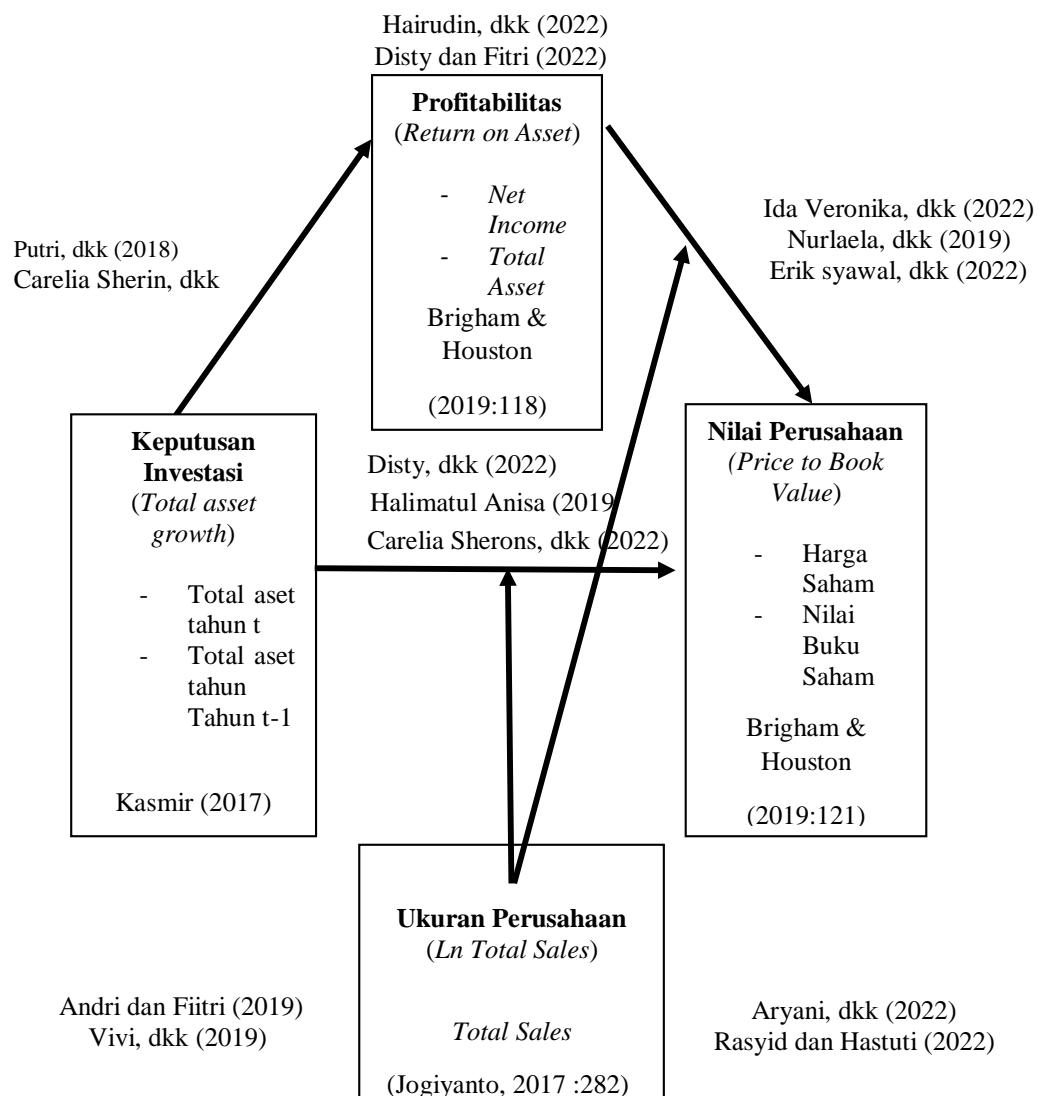 Hairudin, dkk (2022)
Disty dan Fitri (2022)
Profitabilitas
(Return on Asset)
- Net
Income
- Total
Asset
Brigham &
Houston
(2019:118)
Putri, dkk (2018)
Carelia Sherin, dkk
Ida Veronika, dkk (2022)
Nurlaela, dkk (2019)
Erik syawal, dkk (2022)
Keputusan
Investasi
(Total asset
growth)
- Total aset
tahun t
- Total aset
tahun
Tahun t-1
Kasmir (2017)
Disty, dkk (2022)
Halimatul Anisa (2019
Carelia Sherons, dkk (2022)
Nilai Perusahaan
(Price to Book
Value)
- Harga
Saham
- Nilai
Buku
Saham
Brigham &
Houston
(2019:121)
Ukuran Perusahaan
(Ln Total Sales)
Total Sales
(Jogiyanto, 2017 :282)
Andri dan Fiitri (2019)
Vivi, dkk (2019)
Aryani, dkk (2022)
Rasyid dan Hastuti (2022)